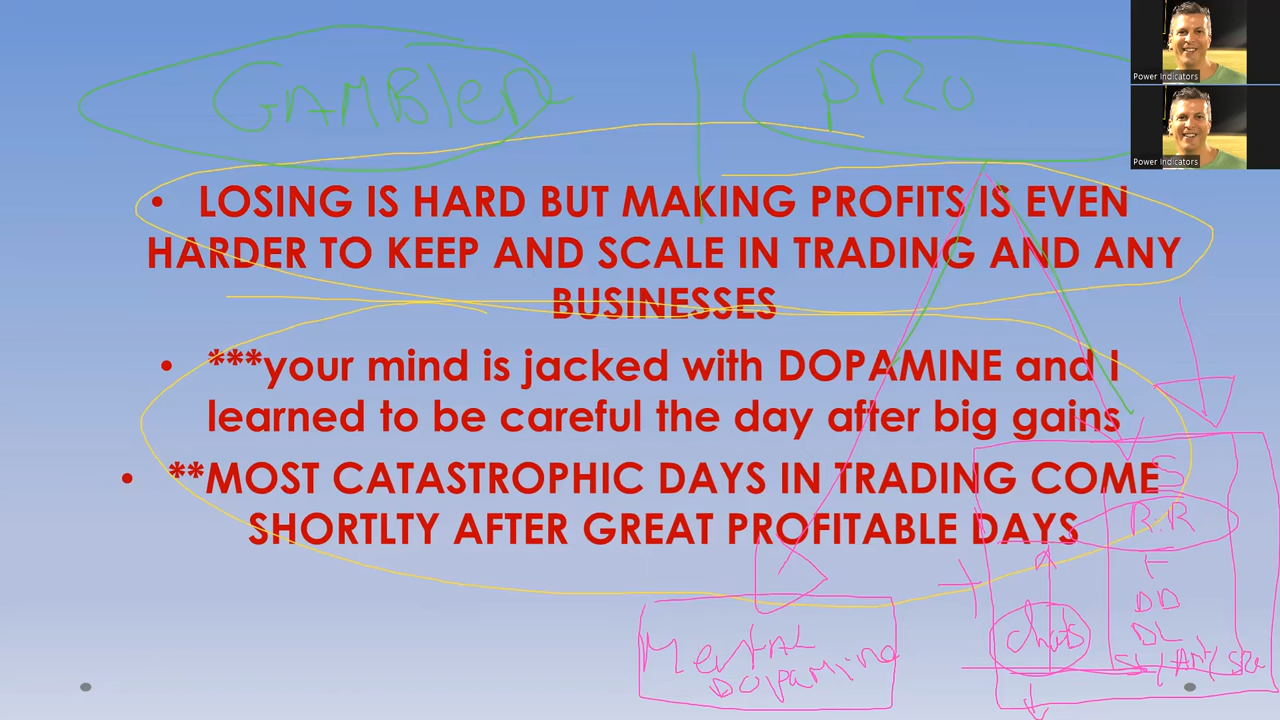 GAMBler
PRO
Power Indicators
Power Indicators
• LOSING IS HARD BUT MAKING PROFITS IS EVEN
HARDER TO KEEP AND SCALE IN TRADING AND ANY
BUSINESSES
• ***your mind is jacked with DOPAMINE and I
learned to be careful the day after big gains
• **MOST CATASTROPHIC DAYS IN TRADING COME
SHORTLTY AFTER GREAT PROFITABLE DAYS
S
R.R
DD
DL
Mental
Dopamine